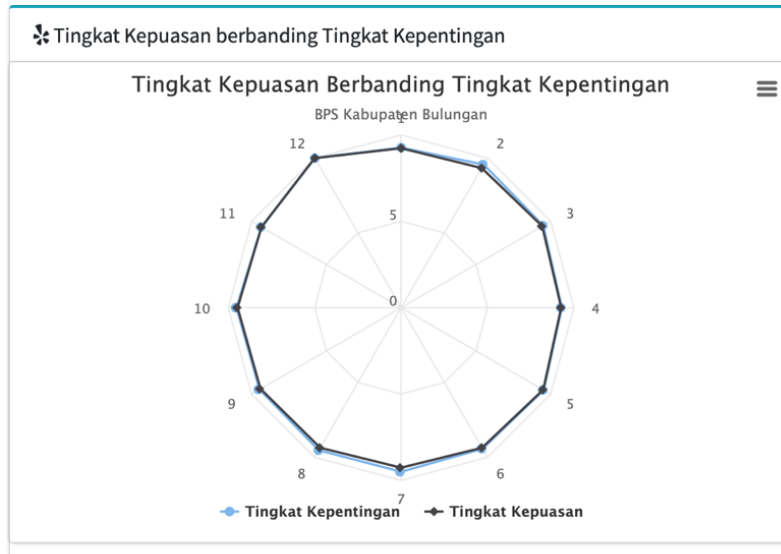 Tingkat Kepuasan berbanding Tingkat Kepentingan
Tingkat Kepuasan Berbanding Tingkat Kepentingan
BPS Kabupaten Bulungan
1
2
3
4
5
6
7
8
9
10
11
12
5
0
Tingkat Kepentingan
Tingkat Kepuasan